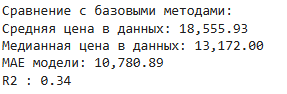 Сравнение с базовыми методами:
Средняя цена в данных: 18,555.93
Медианная цена в данных: 13,172.00
MAE модели: 10,780.89
R2 : 0.34